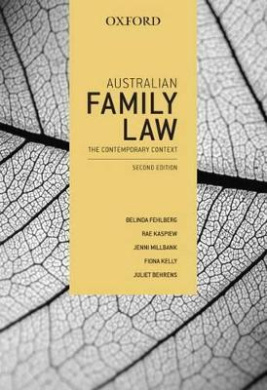 OXFORD
AUSTRALIAN
FAMILY
LAW
THE CONTEMPORARY CONTEXT
SECOND EDITION
BELINDA FEHLBERG
RAE KASPIEW
JENNI MILLBANK
FIONA KELLY
JULIET BEHRENS